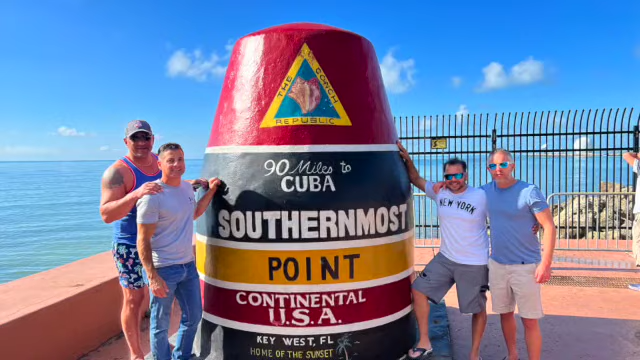 THE CONCH
REPUBLIC
90 Miles to
CUBA
SOUTHERNMOST
POINT
CONTINENTAL
U.S.A.
KEY WEST, FL
HOME OF THE SUNSET
NEW YORK